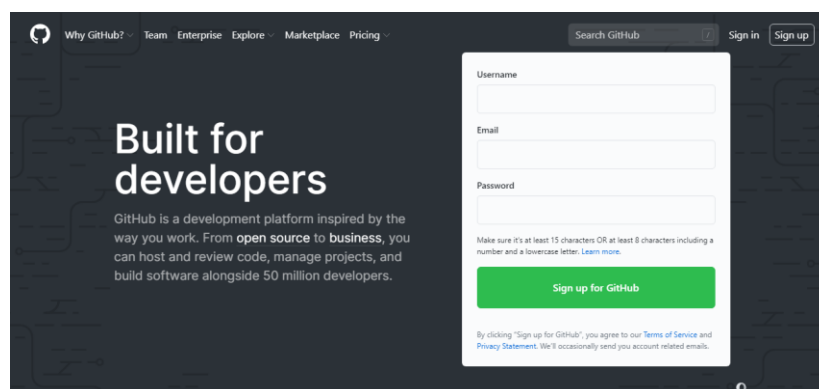 Why GitHub? Team Enterprise Explore Marketplace Pricing Search GitHub / Sign in Sign up
Built for
developers
GitHub is a development platform inspired by the
way you work. From open source to business, you
can host and review code, manage projects, and
build software alongside 50 million developers.
Username
Email
Password
Make sure it's at least 15 characters OR at least 8 characters including a
number and a lowercase letter. Learn more.
Sign up for GitHub
By clicking "Sign up for GitHub", you agree to our Terms of Service and
Privacy Statement. We'll occasionally send you account related emails.